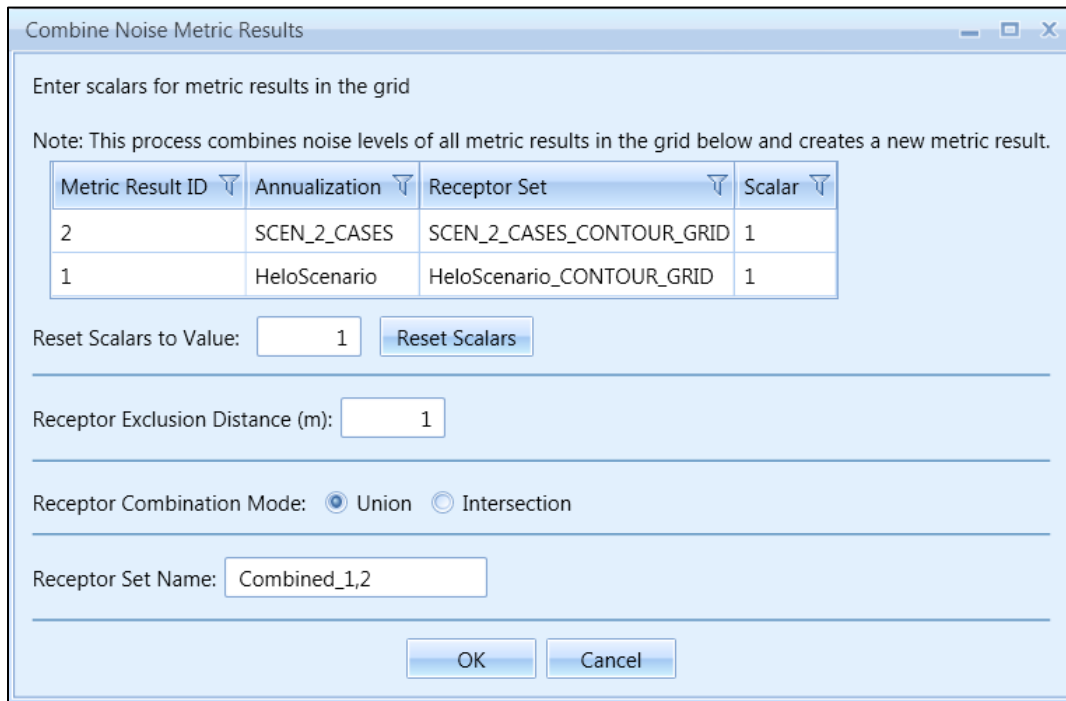 Combine Noise Metric Results
Enter scalars for metric results in the grid
Note: This process combines noise levels of all metric results in the grid below and creates a new metric result.
Metric Result ID Annualization Receptor Set Scalar
2 SCEN_2_CASES SCEN_2_CASES_CONTOUR_GRID 1
1 HeloScenario HeloScenario_CONTOUR_GRID 1
Reset Scalars to Value: 1 Reset Scalars
Receptor Exclusion Distance (m): 1
Receptor Combination Mode: Union Intersection
Receptor Set Name: Combined_1,2
OK Cancel